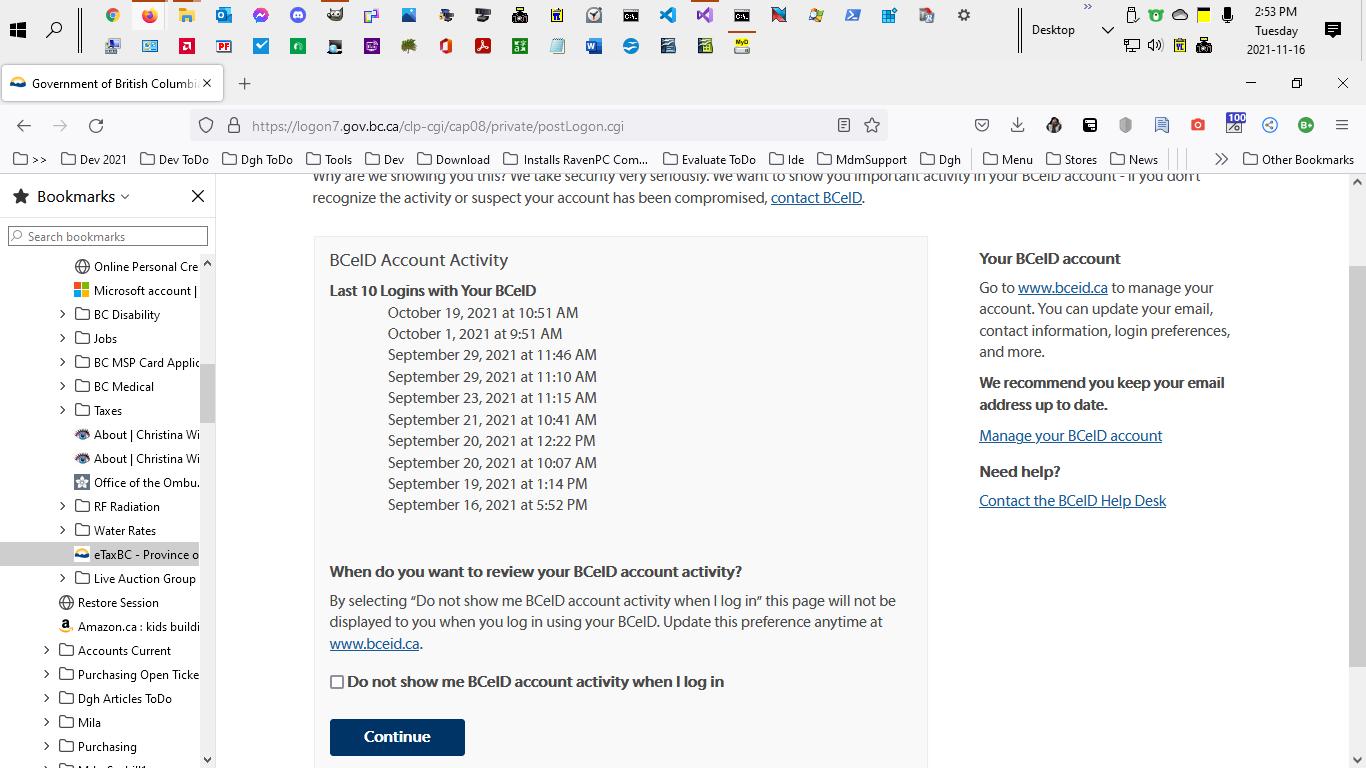 2:53 PM
Desktop
Tuesday
2021-11-16
Government of British Columbi
https://logon7.gov.bc.ca/clp-cgi/cap08/private/postLogon.cgi
100
>>
Dev 2021
Dev ToDo
Dgh ToDo
Tools
Dev
Download
Installs RavenPC Com...
Evaluate ToDo
Ide
MdmSupport
Dgh
Menu
Stores
News
Other Bookmarks
Bookmarks
Search bookmarks
Online Personal Cre
Microsoft account |
BC Disability
Jobs
BC MSP Card Applic
BC Medical
Taxes
About | Christina Wi
About | Christina Wi
Office of the Ombu.
RF Radiation
Water Rates
eTaxBC - Province o
Live Auction Group
Restore Session
Amazon.ca : kids buildi
Accounts Current
Purchasing Open Ticke
Dgh Articles ToDo
Mila
Purchasing
Why are we showing you this? We take security very seriously. We want to show you important activity in your BCeID account - if you don't
recognize the activity or suspect your account has been compromised, contact BCeID.
BCeID Account Activity
Last 10 Logins with Your BCeID
October 19, 2021 at 10:51 AM
October 1, 2021 at 9:51 AM
September 29, 2021 at 11:46 AM
September 29, 2021 at 11:10 AM
September 23, 2021 at 11:15 AM
September 21, 2021 at 10:41 AM
September 20, 2021 at 12:22 PM
September 20, 2021 at 10:07 AM
September 19, 2021 at 1:14 PM
September 16, 2021 at 5:52 PM
When do you want to review your BCeID account activity?
By selecting “Do not show me BCeID account activity when I log in” this page will not be
displayed to you when you log in using your BCeID. Update this preference anytime at
www.bceid.ca.
Do not show me BCeID account activity when I log in
Continue
Your BCeID account
Go to www.bceid.ca to manage your
account. You can update your email,
contact information, login preferences,
and more.
We recommend you keep your email
address up to date.
Manage your BCeID account
Need help?
Contact the BCeID Help Desk